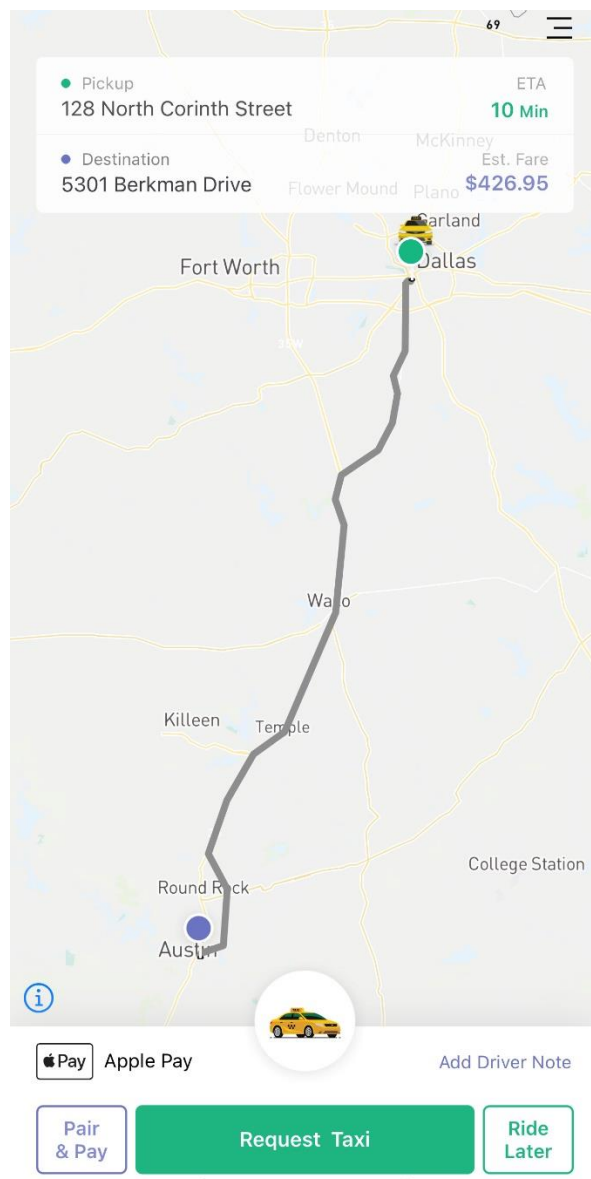 69
Pickup
ETA
128 North Corinth Street
10 Min
Denton
McKinney
Destination
Est. Fare
5301 Berkman Drive
Flower Mound
Plano
$426.95
Garland
Fort Worth
Dallas
35W
Waco
Killeen
Temple
College Station
Round Rock
Austin
Pay
Apple Pay
Add Driver Note
Pair
& Pay
Request Taxi
Ride
Later